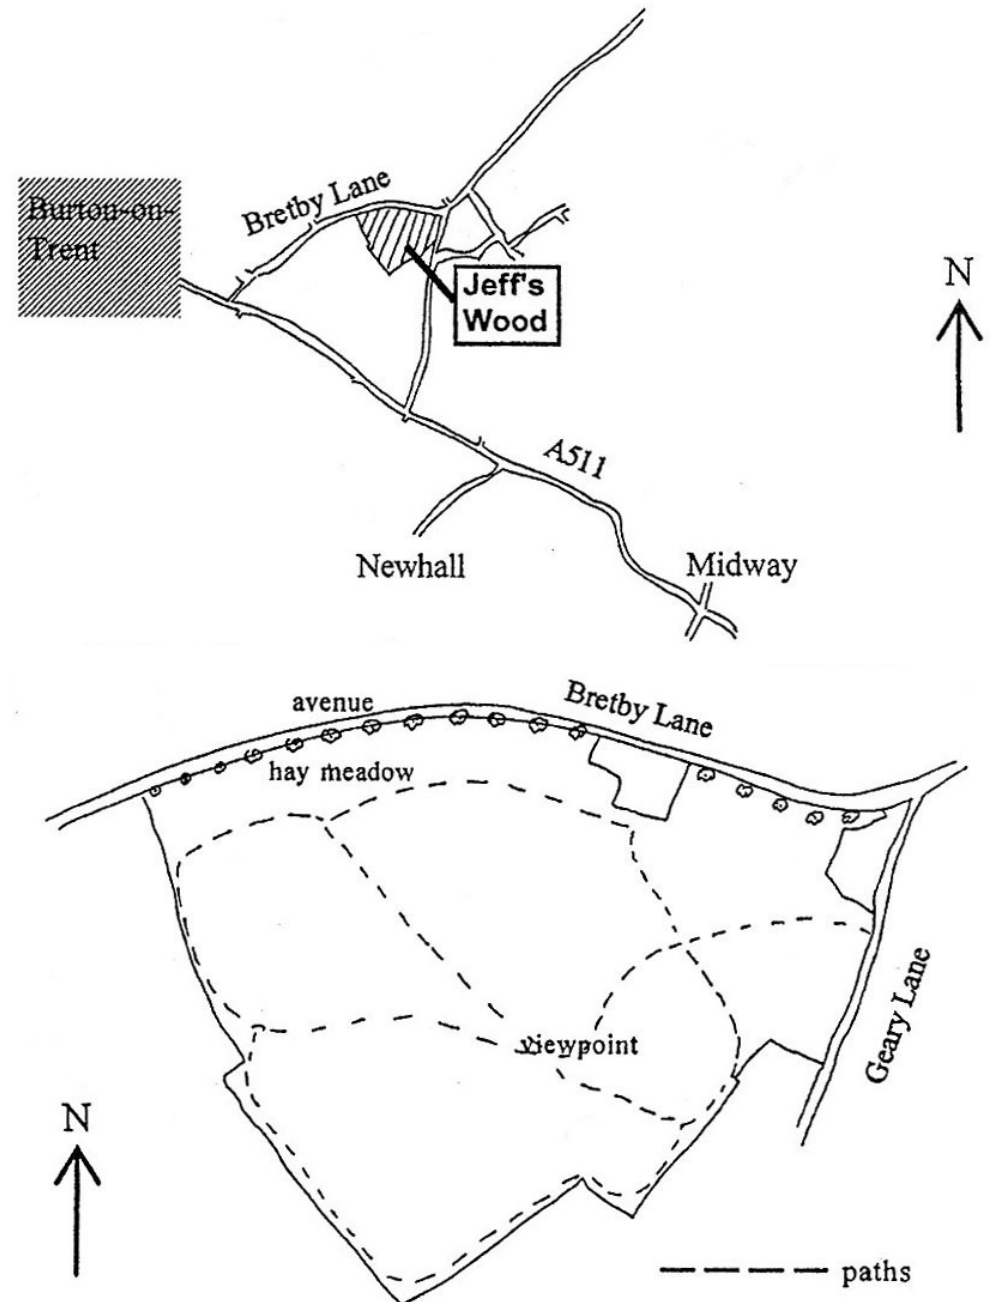 Bretby Lane
Burton-on-
Trent
Jeff's
Wood
N
A511
Newhall
Midway
avenue
Bretby Lane
hay meadow
viewpoint
Geary Lane
N
paths